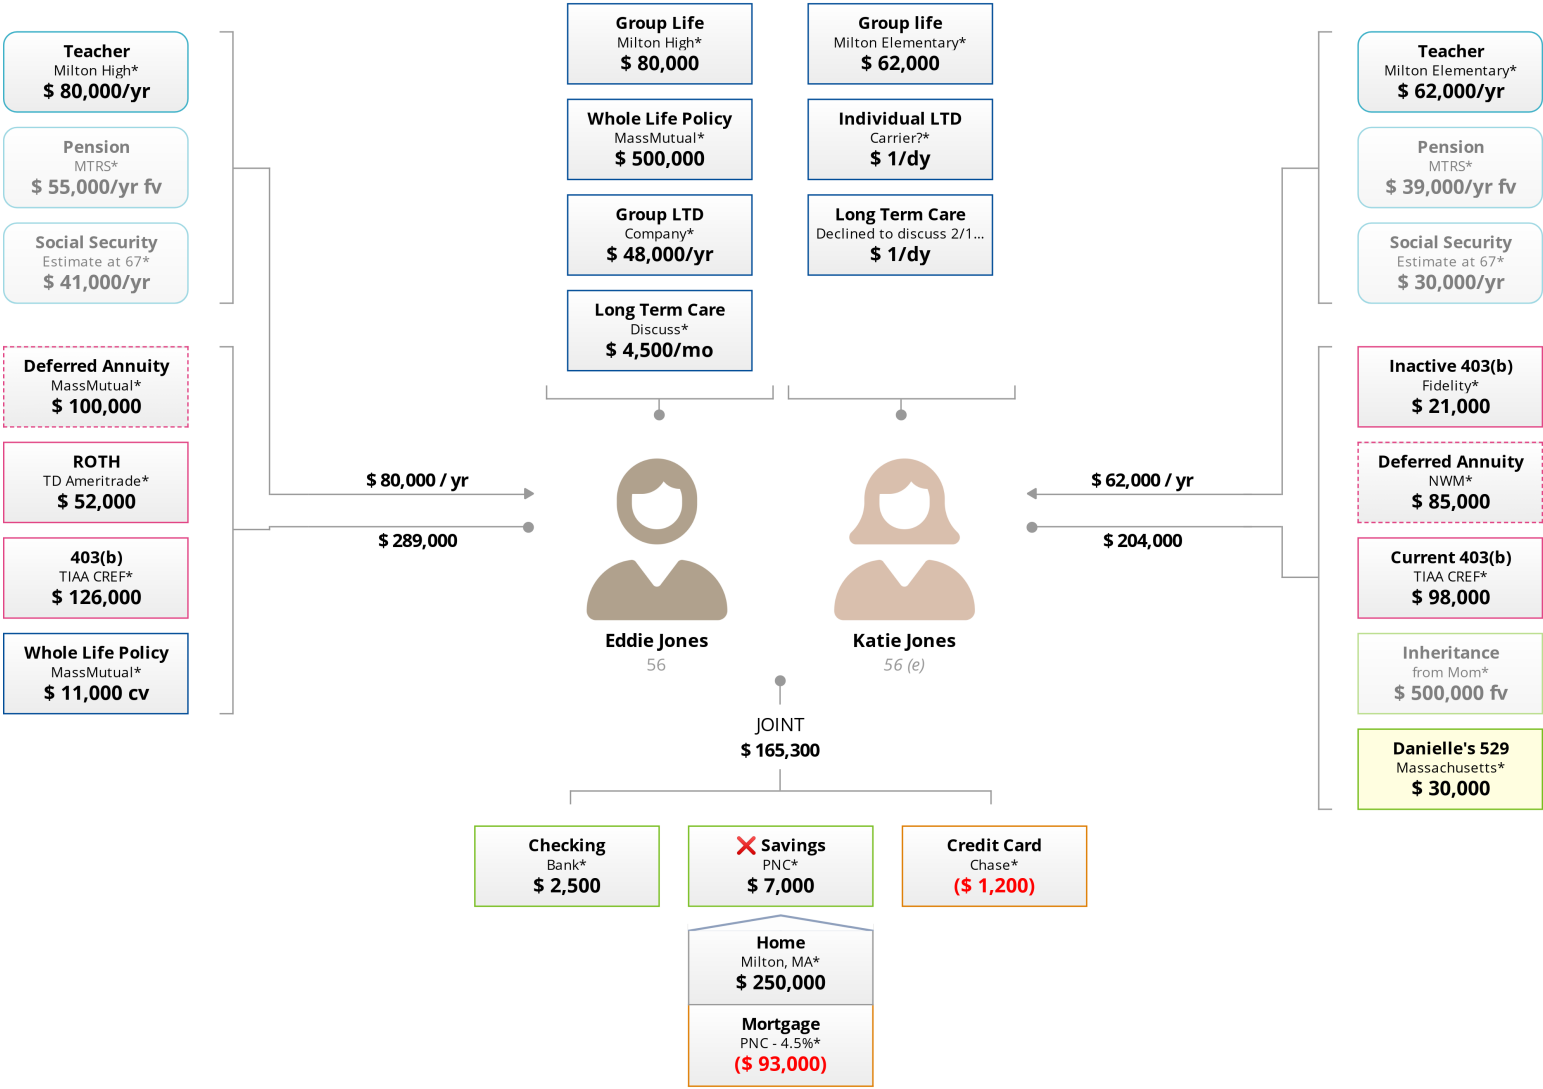 Group Life
Milton High*
$ 80,000
Group life
Milton Elementary*
$ 62,000
Teacher
Milton High*
$ 80,000/yr
Teacher
Milton Elementary*
$ 62,000/yr
Whole Life Policy
MassMutual*
$ 500,000
Individual LTD
Carrier?*
$ 1/dy
Pension
MTRS*
$ 55,000/yr fv
Pension
MTRS*
$ 39,000/yr fv
Group LTD
Company*
$ 48,000/yr
Long Term Care
Declined to discuss 2/1...
$ 1/dy
Social Security
Estimate at 67*
$ 41,000/yr
Social Security
Estimate at 67*
$ 30,000/yr
Long Term Care
Discuss*
$ 4,500/mo
Deferred Annuity
MassMutual*
$ 100,000
Inactive 403(b)
Fidelity*
$ 21,000
ROTH
TD Ameritrade*
$ 52,000
$ 80,000 / yr
$ 62,000 / yr
Deferred Annuity
NWM*
$ 85,000
$ 289,000
$ 204,000
403(b)
TIAA CREF*
$ 126,000
Current 403(b)
TIAA CREF*
$ 98,000
Whole Life Policy
MassMutual*
$ 11,000 cv
Eddie Jones
56
Katie Jones
56 (e)
Inheritance
from Mom*
$ 500,000 fv
JOINT
$ 165,300
Danielle's 529
Massachusetts*
$ 30,000
Checking
Bank*
$ 2,500
❌ Savings
PNC*
$ 7,000
Credit Card
Chase*
($ 1,200)
Home
Milton, MA*
$ 250,000
Mortgage
PNC - 4.5%*
($ 93,000)